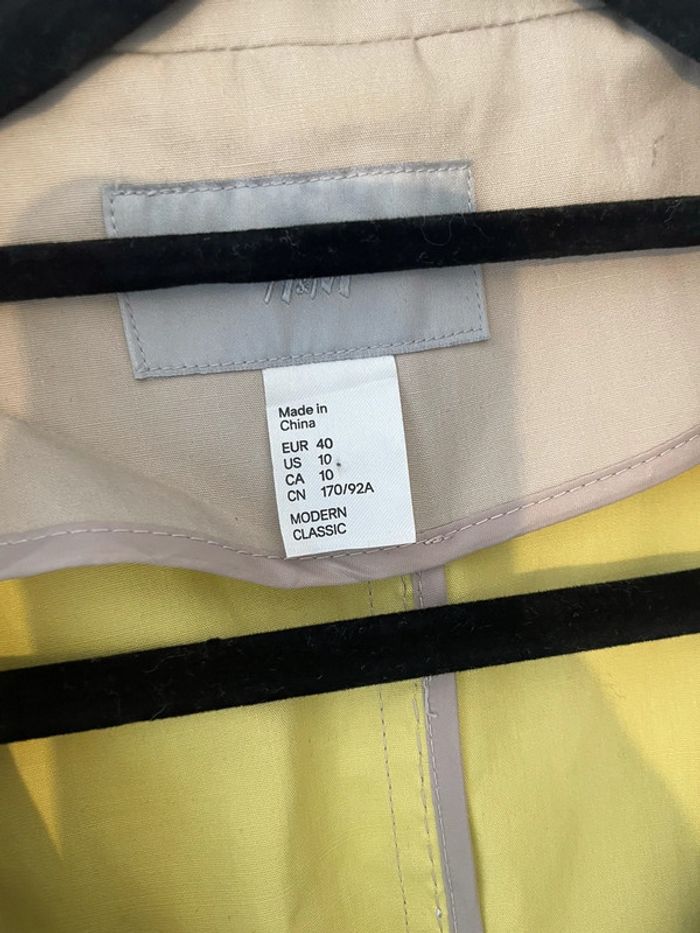 H&M
Made in
China
EUR 40
US 10
CA 10
CN 170/92A
MODERN
CLASSIC